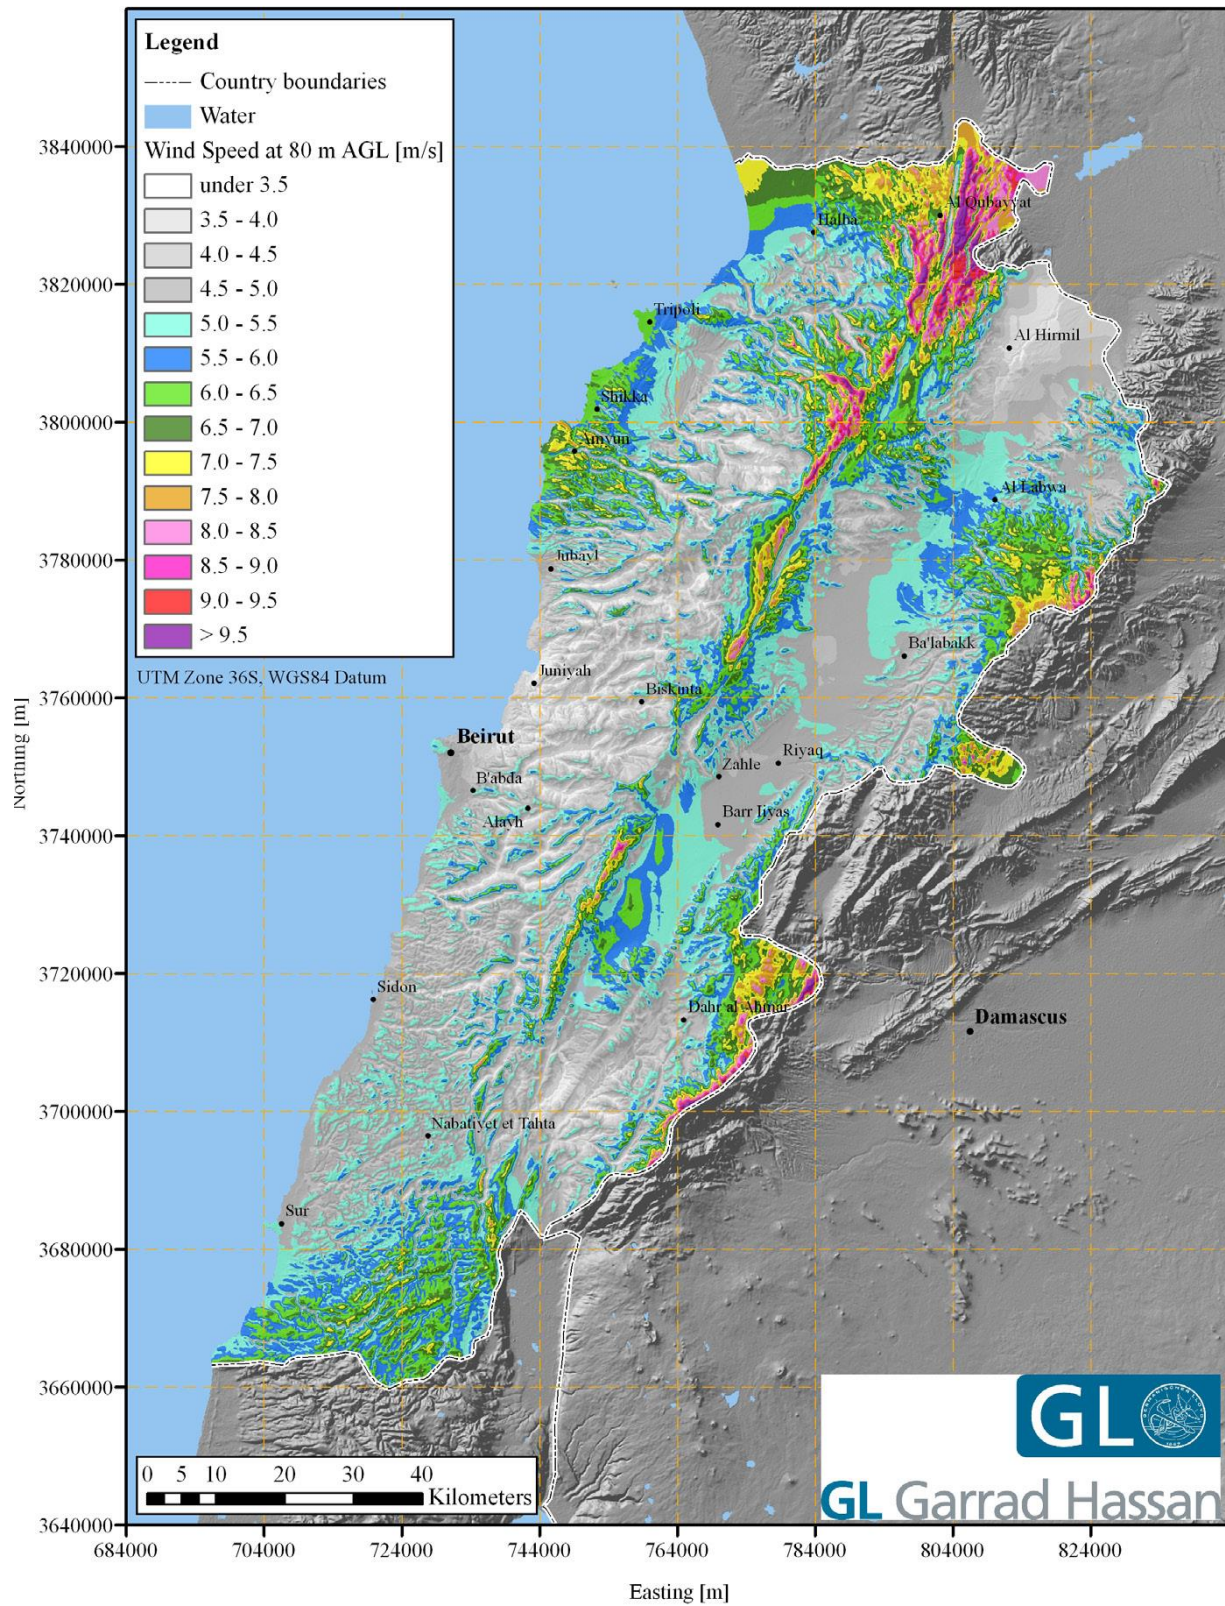 Legend
Country boundaries
Water
Wind Speed at 80 m AGL [m/s]
under 3.5
3.5 - 4.0
4.0 - 4.5
4.5 - 5.0
5.0 - 5.5
5.5 - 6.0
6.0 - 6.5
6.5 - 7.0
7.0 - 7.5
7.5 - 8.0
8.0 - 8.5
8.5 - 9.0
9.0 - 9.5
> 9.5
UTM Zone 36S, WGS84 Datum
Northing [m]
3840000
3820000
3800000
3780000
3760000
3740000
3720000
3700000
3680000
3660000
3640000
Al Qubayyat
Halba
Tripoli
Al Hirmil
Shikka
Amyun
Al Labwa
Jubayl
Ba'labakk
Juniyah
Biskinta
Beirut
Zahle
Riyaq
B'abda
Alayh
Barr Iiyas
Sidon
Dahr al Ahmar
Damascus
Nabatiyet et Tahta
Sur
0 5 10 20 30 40
Kilometers
GL
GL Garrad Hassan
684000 704000 724000 744000 764000 784000 804000 824000
Easting [m]